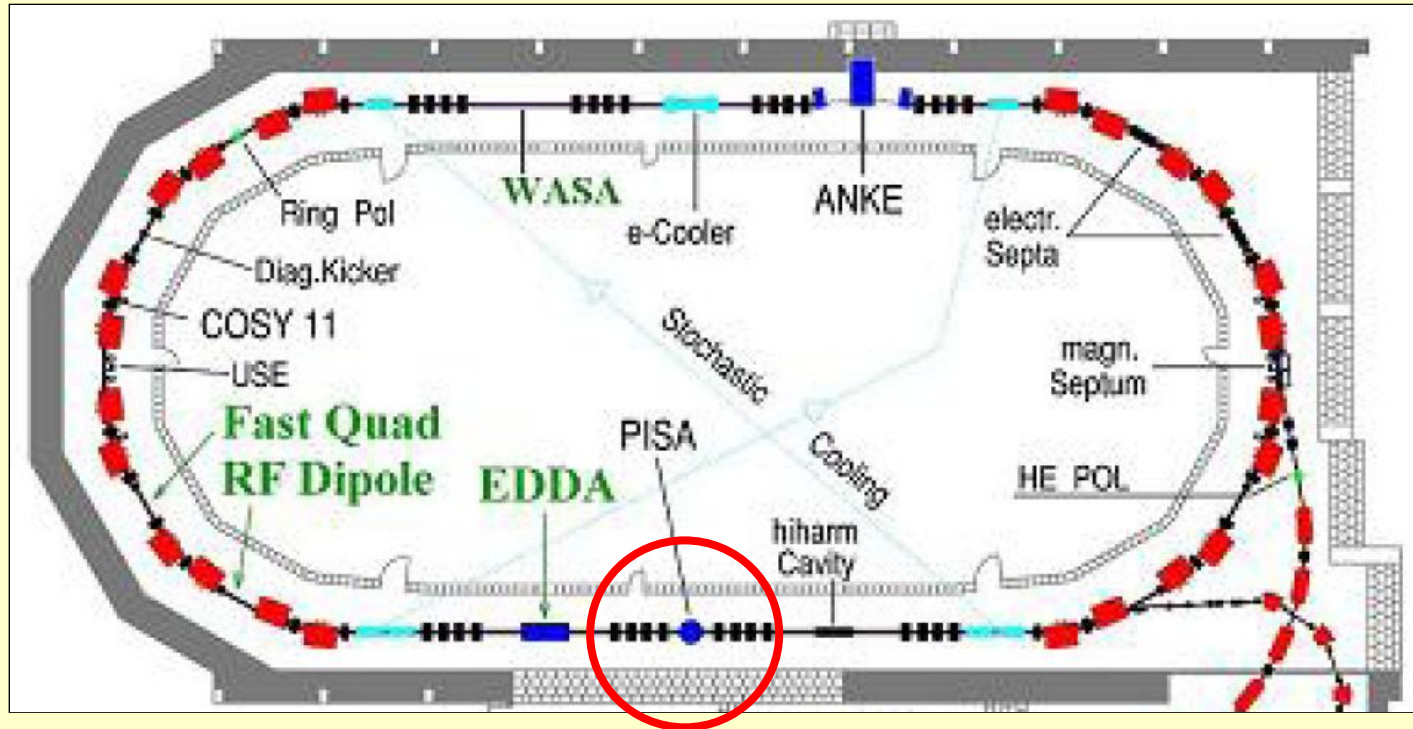 WASA
e-Cooler
ANKE
electr.
Septa
Ring Pol
Diag.Kicker
COSY 11
USE
Fast Quad
RF Dipole
EDDA
PISA
Stochastic
Cooling
hiharm
Cavity
magn.
Septum
HE POL